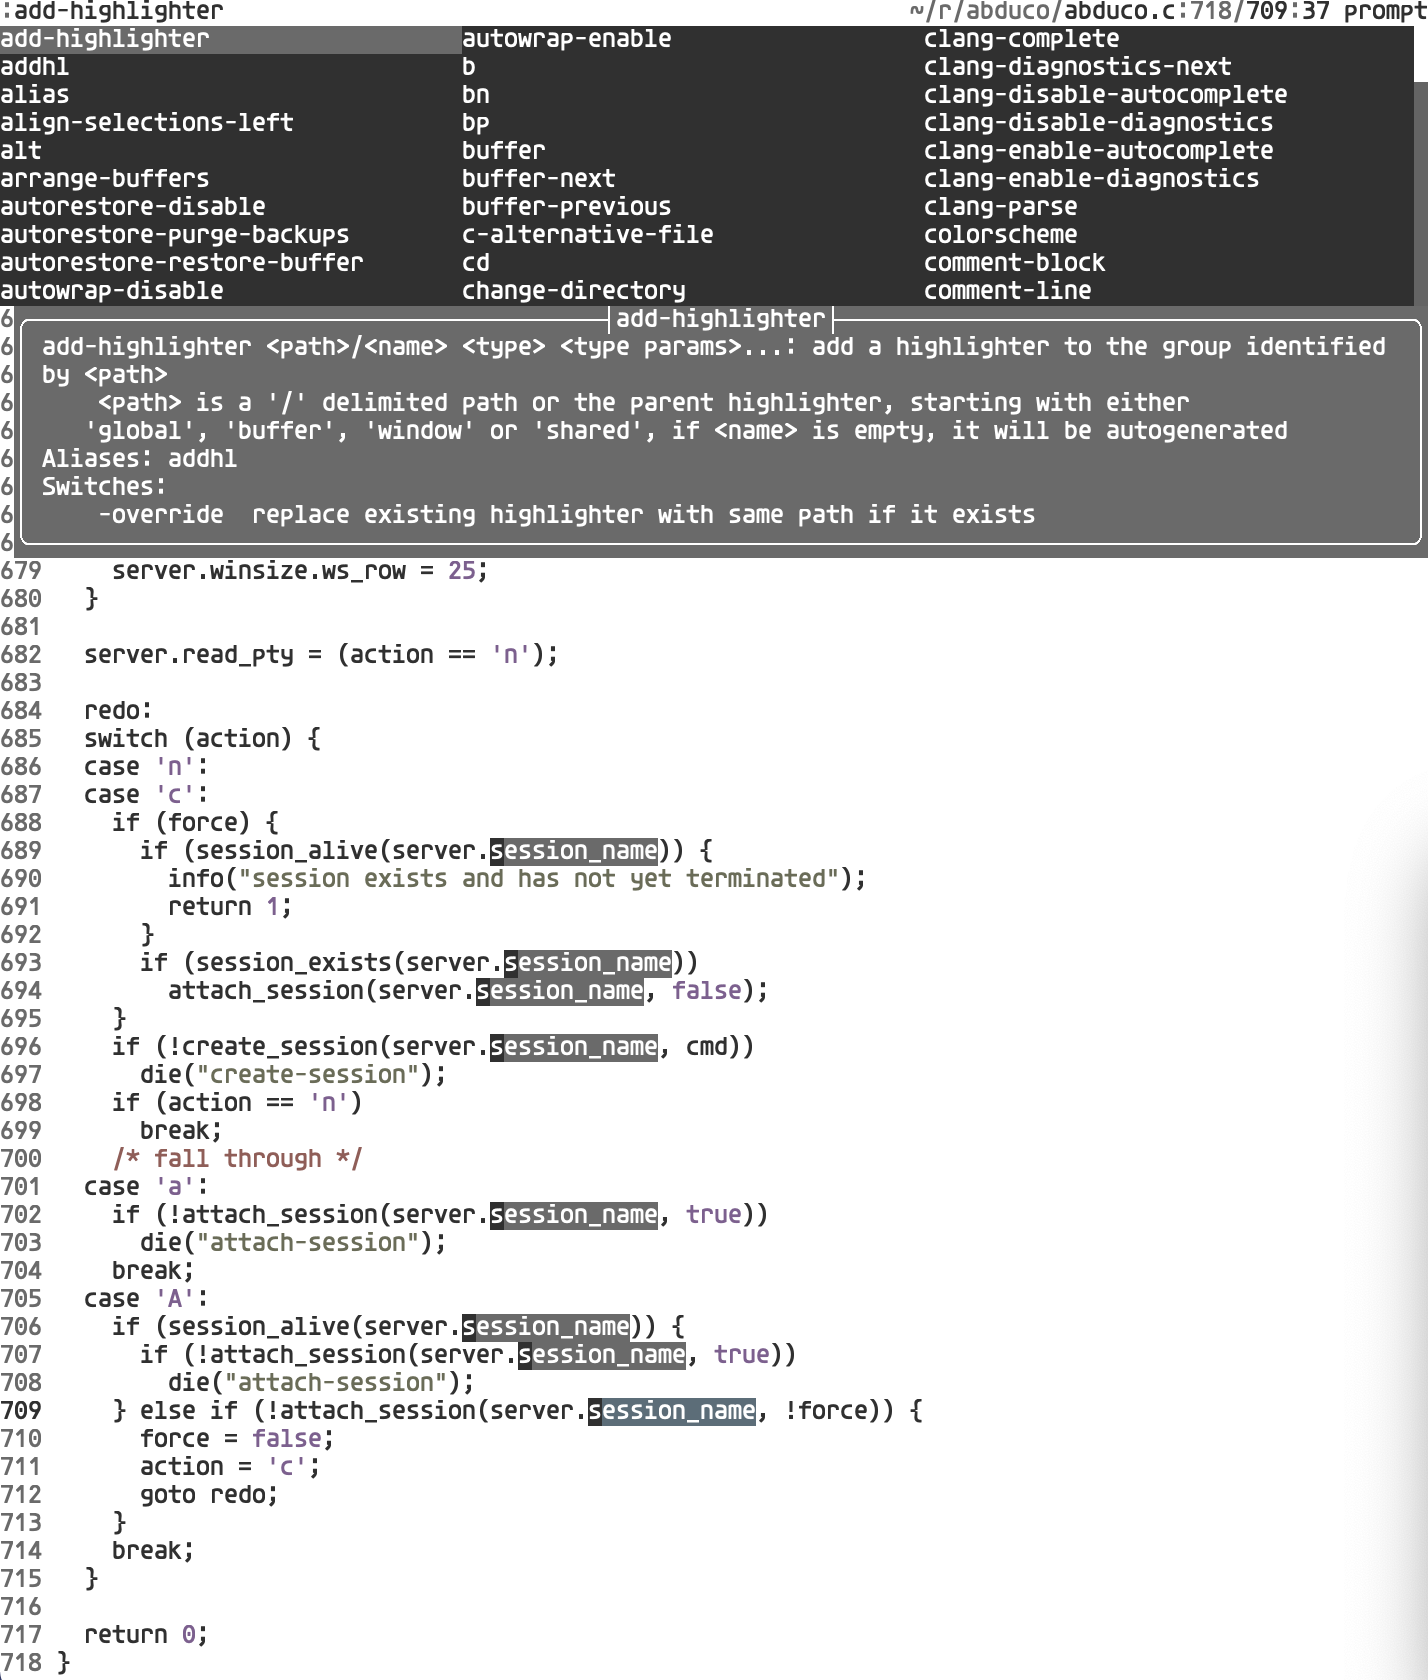 :add-highlighter ~/r/abduco/abduco.c:718/709:37 prompt
add-highlighter autowrap-enable clang-complete
addhl b clang-diagnostics-next
alias bn clang-disable-autocomplete
align-selections-left bp clang-disable-diagnostics
alt buffer clang-enable-autocomplete
arrange-buffers buffer-next clang-enable-diagnostics
autorestore-disable buffer-previous clang-parse
autorestore-purge-backups c-alternative-file colorscheme
autorestore-restore-buffer cd comment-block
autowrap-disable change-directory comment-line
6 add-highlighter
6 add-highlighter <path>/<name> <type> <type params>...: add a highlighter to the group identified
6 by <path>
6 <path> is a '/' delimited path or the parent highlighter, starting with either
6 'global', 'buffer', 'window' or 'shared', if <name> is empty, it will be autogenerated
6 Aliases: addhl
6 Switches:
6 -override  replace existing highlighter with same path if it exists
6
679     server.winsize.ws_row = 25;
680   }
681
682   server.read_pty = (action == 'n');
683
684   redo:
685   switch (action) {
686   case 'n':
687   case 'c':
688     if (force) {
689       if (session_alive(server.session_name)) {
690         info("session exists and has not yet terminated");
691         return 1;
692       }
693       if (session_exists(server.session_name))
694         attach_session(server.session_name, false);
695     }
696     if (!create_session(server.session_name, cmd))
697       die("create-session");
698     if (action == 'n')
699       break;
700     /* fall through */
701   case 'a':
702     if (!attach_session(server.session_name, true))
703       die("attach-session");
704     break;
705   case 'A':
706     if (session_alive(server.session_name)) {
707       if (!attach_session(server.session_name, true))
708         die("attach-session");
709     } else if (!attach_session(server.session_name, !force)) {
710       force = false;
711       action = 'c';
712       goto redo;
713     }
714     break;
715   }
716
717   return 0;
718 }